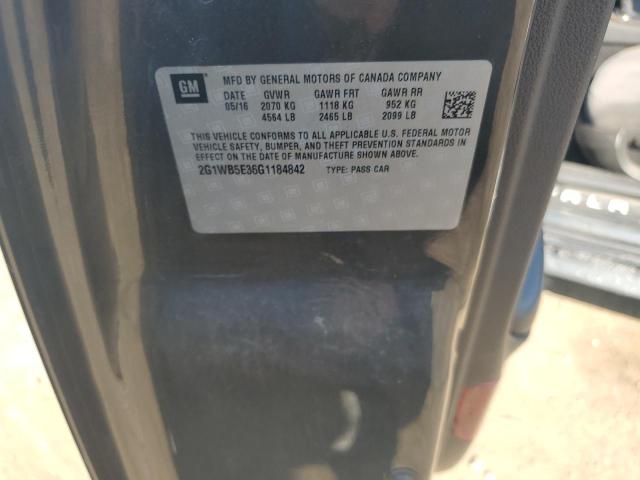 GM
MFD BY GENERAL MOTORS OF CANADA COMPANY
DATE GVWR GAWR FRT GAWR RR
05/16 2070 KG 1118 KG 952 KG
4564 LB 2465 LB 2099 LB
THIS VEHICLE CONFORMS TO ALL APPLICABLE U.S. FEDERAL MOTOR
VEHICLE SAFETY, BUMPER, AND THEFT PREVENTION STANDARDS IN
EFFECT ON THE DATE OF MANUFACTURE SHOWN ABOVE.
2G1WB5E36G1184842 TYPE: PASS CAR